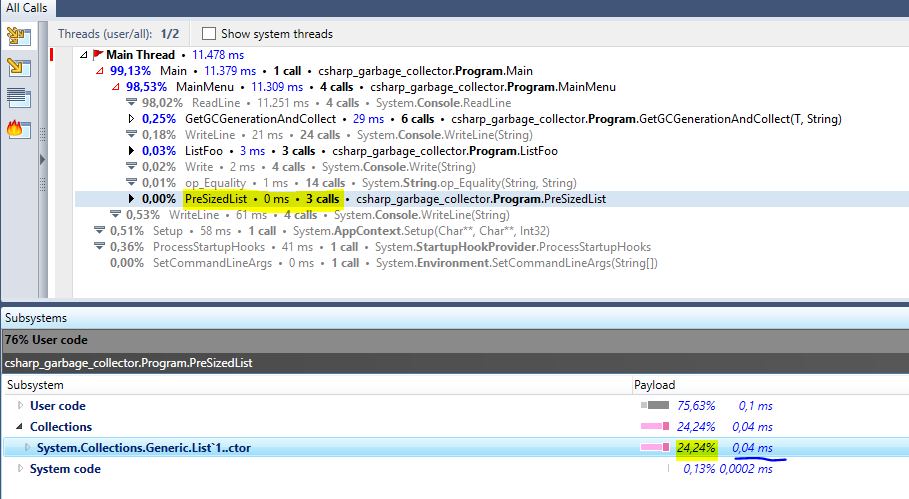 All Calls
Threads (user/all): 1/2 Show system threads
Main Thread • 11.478 ms
99,13% Main • 11.379 ms • 1 call • csharp_garbage_collector.Program.Main
98,53% MainMenu • 11.309 ms • 4 calls • csharp_garbage_collector.Program.MainMenu
98,02% ReadLine • 11.251 ms • 4 calls • System.Console.ReadLine
0,25% GetGCGenerationAndCollect • 29 ms • 6 calls • csharp_garbage_collector.Program.GetGCGenerationAndCollect(T, String)
0,18% WriteLine • 21 ms • 24 calls • System.Console.WriteLine(String)
0,03% ListFoo • 3 ms • 3 calls • csharp_garbage_collector.Program.ListFoo
0,02% Write • 2 ms • 4 calls • System.Console.Write(String)
0,01% op_Equality • 1 ms • 14 calls • System.String.op_Equality(String, String)
0,00% PreSizedList • 0 ms • 3 calls • csharp_garbage_collector.Program.PreSizedList
0,53% WriteLine • 61 ms • 4 calls • System.Console.WriteLine(String)
0,51% Setup • 58 ms • 1 call • System.AppContext.Setup(Char**, Char**, Int32)
0,36% ProcessStartupHooks • 41 ms • 1 call • System.StartupHookProvider.ProcessStartupHooks
0,00% SetCommandLineArgs • 0 ms • 1 call • System.Environment.SetCommandLineArgs(String[])
Subsystems
76% User code
csharp_garbage_collector.Program.PreSizedList
Subsystem Payload
User code 75,63% 0,1 ms
Collections 24,24% 0,04 ms
System.Collections.Generic.List`1..ctor 24,24% 0,04 ms
System code 0,13% 0,0002 ms